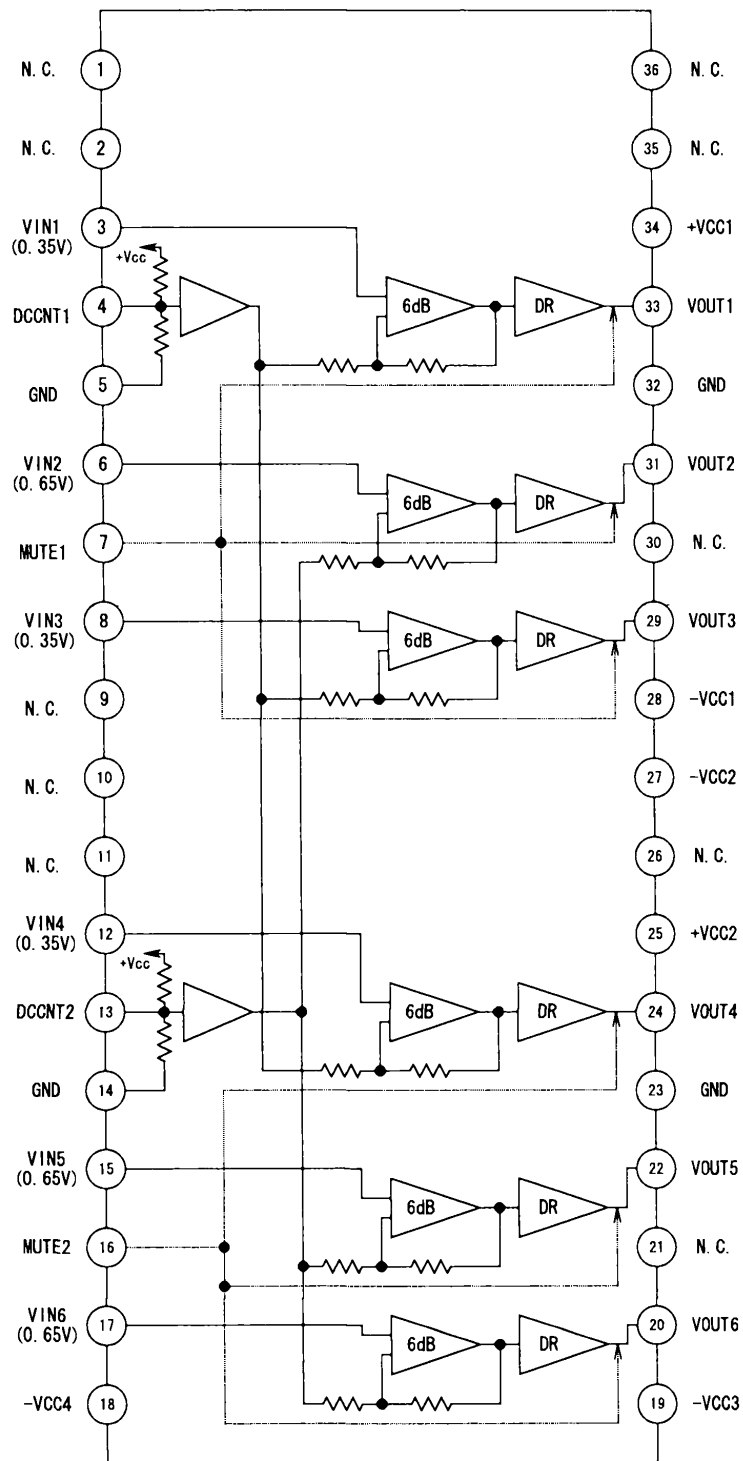 N. C. 1 36 N. C.
N. C. 2 35 N. C.
VIN1 3 34 +VCC1
(0. 35V)
+VCC
DCCNT1 4 6dB DR 33 VOUT1
GND 5 32 GND
VIN2 6 31 VOUT2
(0. 65V)
6dB DR
MUTE1 7 30 N. C.
VIN3 8 29 VOUT3
(0. 35V)
6dB DR
N. C. 9 28 -VCC1
N. C. 10 27 -VCC2
N. C. 11 26 N. C.
VIN4 12 25 +VCC2
(0. 35V)
+VCC
DCCNT2 13 6dB DR 24 VOUT4
GND 14 23 GND
VIN5 15 22 VOUT5
(0. 65V)
6dB DR
MUTE2 16 21 N. C.
VIN6 17 20 VOUT6
(0. 65V)
6dB DR
-VCC4 18 19 -VCC3